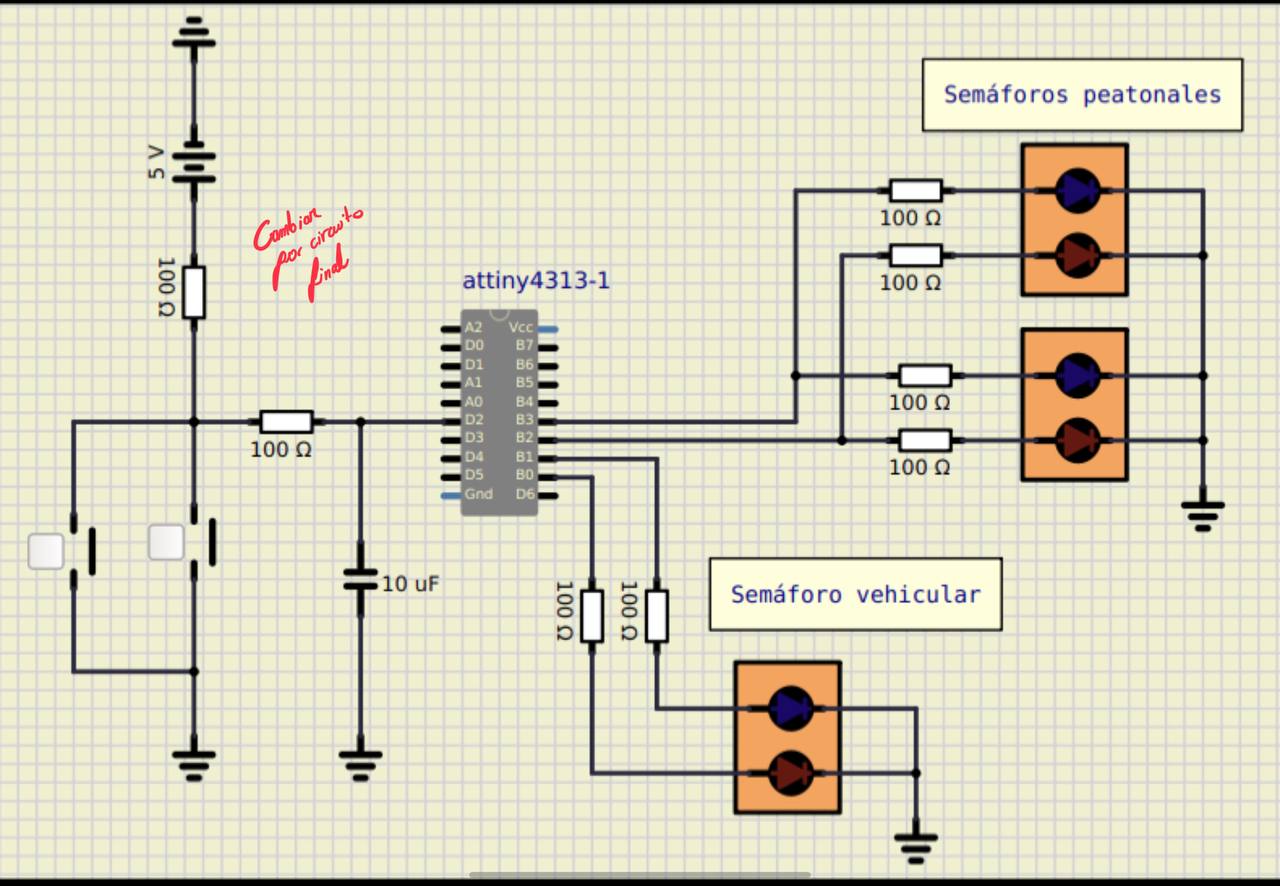 Semáforos peatonales
5 V
100 Ω
100 Ω
Cambiar
por circuito
final
100 Ω
attiny4313-1
A2 Vcc
D0 B7
D1 B6
A1 B5
A0 B4
D2 B3
D3 B2
D4 B1
D5 B0
Gnd D6
100 Ω
100 Ω
100 Ω
10 uF
100 Ω
100 Ω
Semáforo vehicular